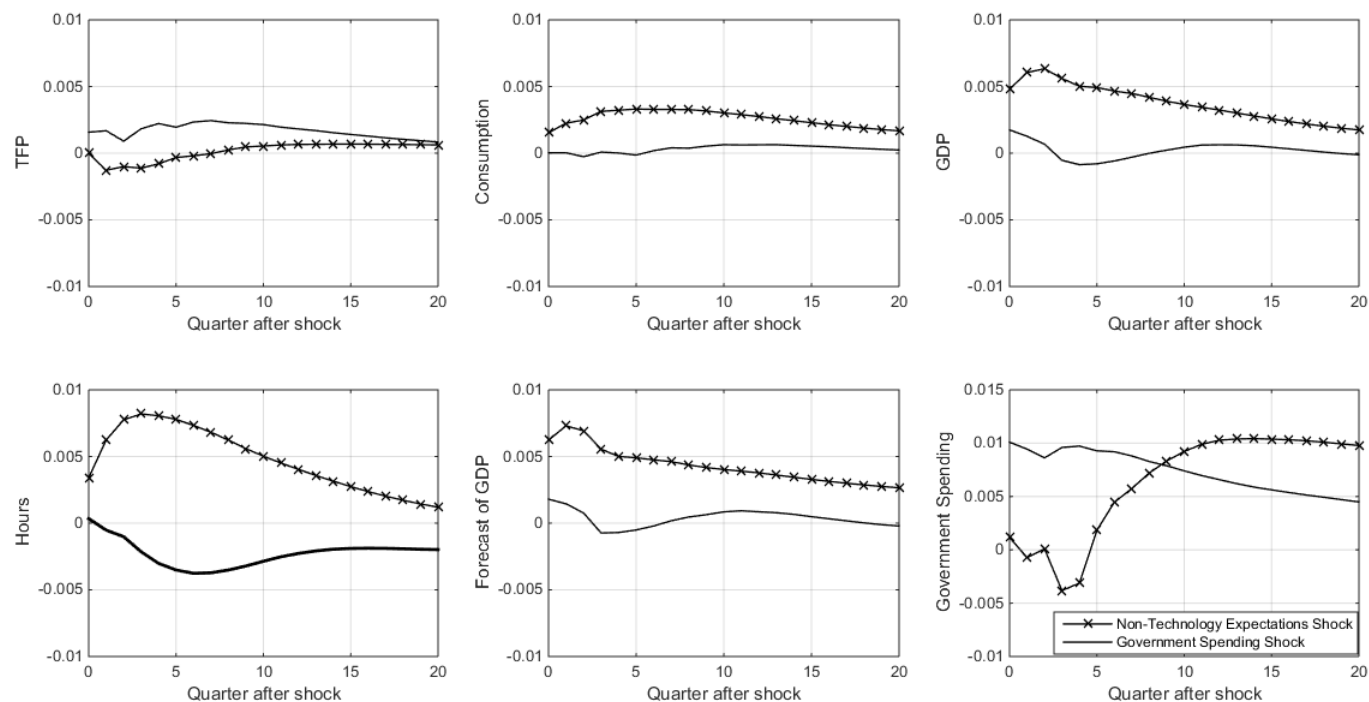 0.01
0.005
0
-0.005
-0.01
TFP
0 5 10 15 20
Quarter after shock
0.01
0.005
0
-0.005
-0.01
Consumption
0 5 10 15 20
Quarter after shock
0.01
0.005
0
-0.005
-0.01
GDP
0 5 10 15 20
Quarter after shock
0.01
0.005
0
-0.005
-0.01
Hours
0 5 10 15 20
Quarter after shock
0.01
0.005
0
-0.005
-0.01
Forecast of GDP
0 5 10 15 20
Quarter after shock
0.015
0.01
0.005
0
-0.005
-0.01
Government Spending
Non-Technology Expectations Shock
Government Spending Shock
0 5 10 15 20
Quarter after shock